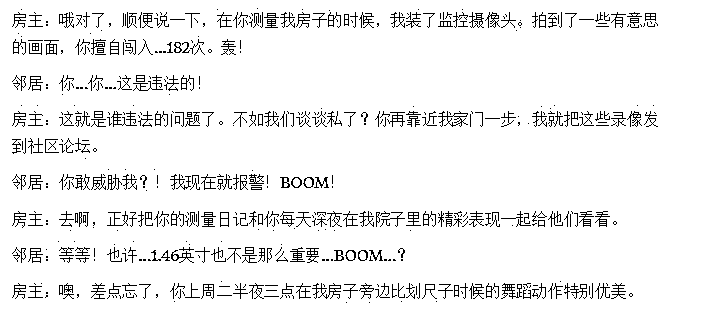 房主：哦对了，顺便说一下，在你测量我房子的时候，我装了监控摄像头。拍到了一些有意思
的画面，你擅自闯入...182次。轰！
邻居：你...你...这是违法的！
房主：这就是谁违法的问题了。不如我们谈谈私了？你再靠近我家门一步，我就把这些录像发
到社区论坛。
邻居：你敢威胁我？！我现在就报警！BOOM！
房主：去啊，正好把你的测量日记和你每天深夜在我院子里的精彩表现一起给他们看看。
邻居：等等！也许...1.46英寸也不是那么重要...BOOM...？
房主：噢，差点忘了，你上周二半夜三点在我房子旁边比划尺子时候的舞蹈动作特别优美。